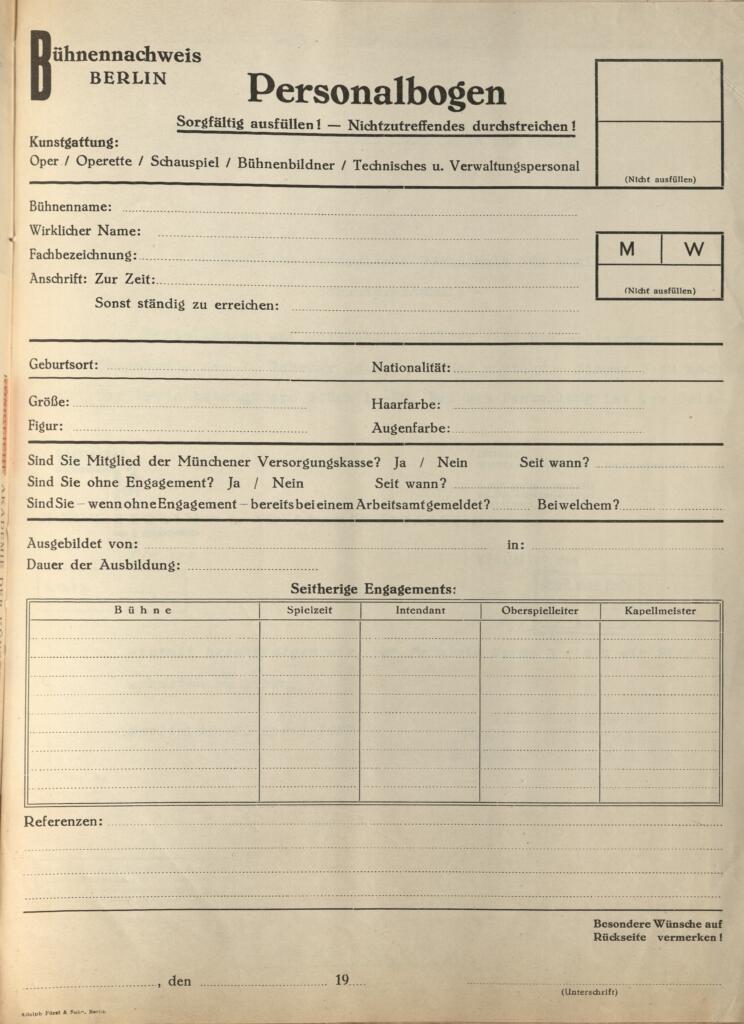 Bühnennachweis
BERLIN
Personalbogen
Sorgfältig ausfüllen! — Nichtzutreffendes durchstreichen!
Kunstgattung:
Oper / Operette / Schauspiel / Bühnenbildner / Technisches u. Verwaltungspersonal
(Nicht ausfüllen)
Bühnenname:
Wirklicher Name:
Fachbezeichnung:
M W
Anschrift: Zur Zeit:
(Nicht ausfüllen)
Sonst ständig zu erreichen:
Geburtsort: Nationalität:
Größe: Haarfarbe:
Figur: Augenfarbe:
Sind Sie Mitglied der Münchener Versorgungskasse? Ja / Nein Seit wann?
Sind Sie ohne Engagement? Ja / Nein Seit wann?
Sind Sie – wenn ohne Engagement – bereits bei einem Arbeitsamt gemeldet? Bei welchem?
Ausgebildet von: in:
Dauer der Ausbildung:
Seitherige Engagements:
Bühne Spielzeit Intendant Oberspielleiter Kapellmeister
Referenzen:
Besondere Wünsche auf
Rückseite vermerken!
, den 19
(Unterschrift)
Adolph Fürst & Sohn, Berlin